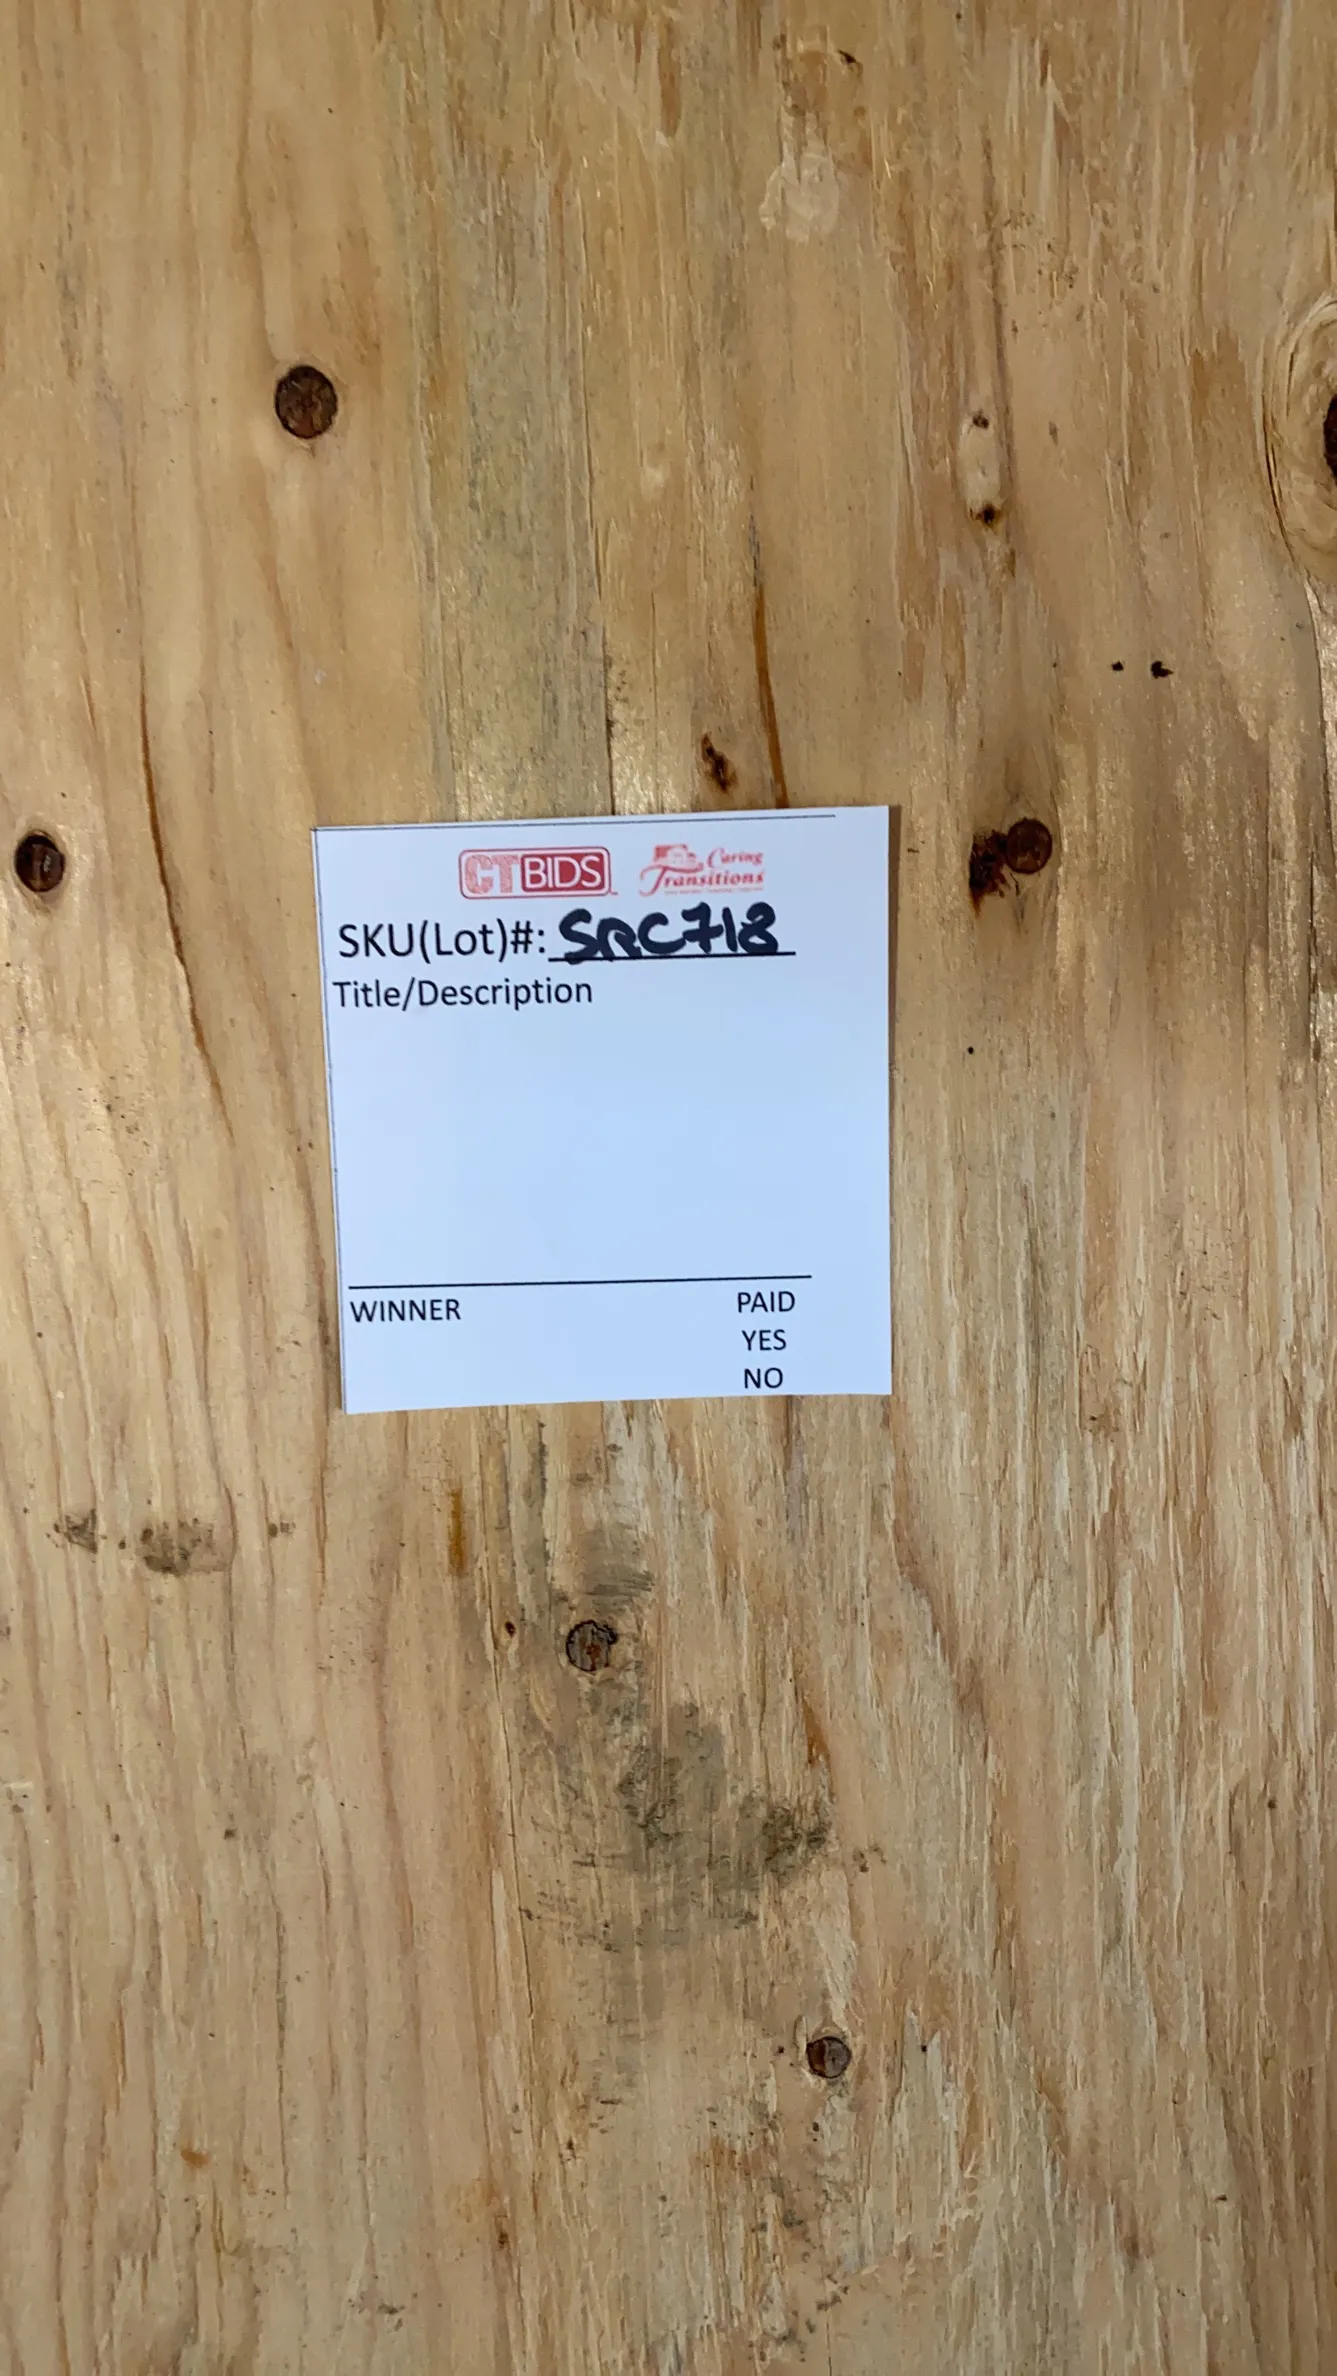 CTBIDS Caring Transitions
SKU(Lot)#: SRC718
Title/Description
WINNER PAID
YES
NO